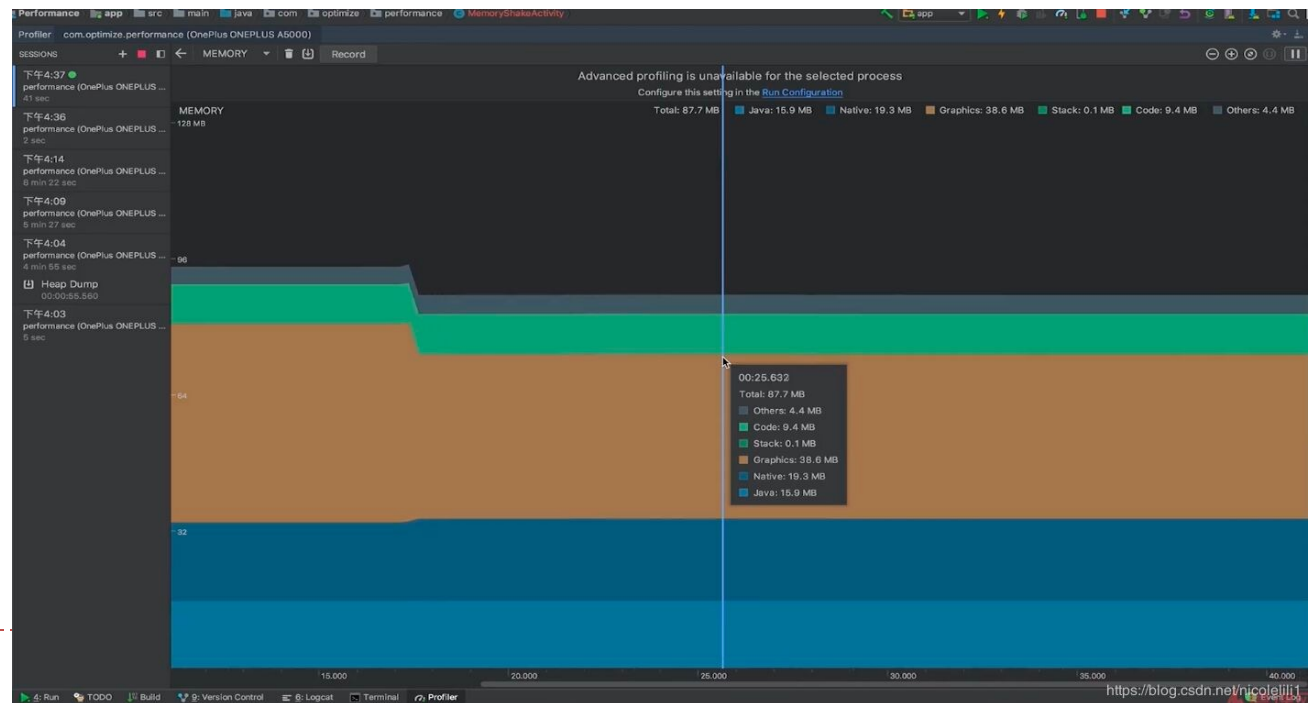 Performance app src main java com optimize performance MemoryShakeActivity app
Profiler com.optimize.performance (OnePlus ONEPLUS A5000)
SESSIONS MEMORY Record
下午4:37
performance (OnePlus ONEPLUS ...
41 sec
下午4:36
performance (OnePlus ONEPLUS ...
2 sec
下午4:14
performance (OnePlus ONEPLUS ...
6 min 22 sec
下午4:09
performance (OnePlus ONEPLUS ...
5 min 27 sec
下午4:04
performance (OnePlus ONEPLUS ...
4 min 55 sec
Heap Dump
00:00:55.560
下午4:03
performance (OnePlus ONEPLUS ...
5 sec
Advanced profiling is unavailable for the selected process
Configure this setting in the Run Configuration
MEMORY Total: 87.7 MB Java: 15.9 MB Native: 19.3 MB Graphics: 38.6 MB Stack: 0.1 MB Code: 9.4 MB Others: 4.4 MB
128 MB
96
64
32
00:25.632
Total: 87.7 MB
Others: 4.4 MB
Code: 9.4 MB
Stack: 0.1 MB
Graphics: 38.6 MB
Native: 19.3 MB
Java: 15.9 MB
15.000 20.000 25.000 30.000 35.000 40.000
4: Run TODO Build 9: Version Control 6: Logcat Terminal Profiler Event Log
https://blog.csdn.net/nicolelili1